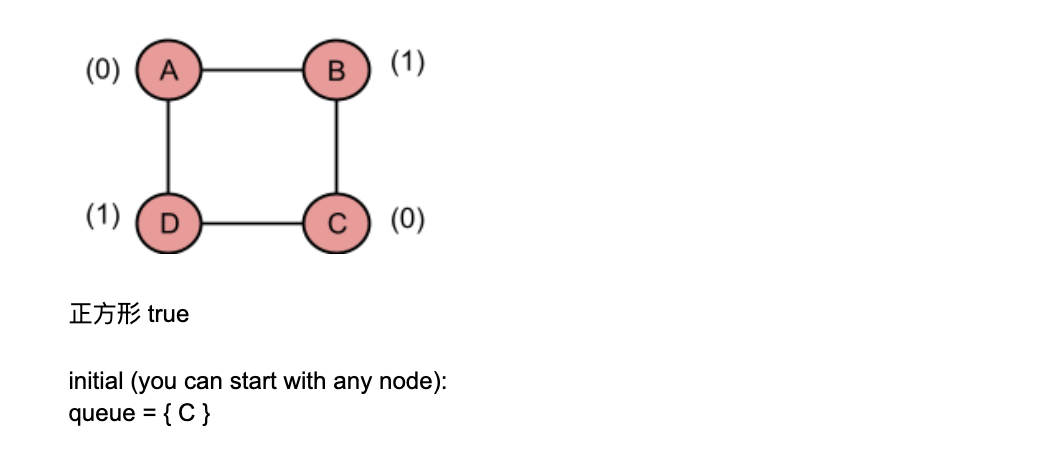 (0) A B (1)
(1) D C (0)
正方形 true
initial (you can start with any node):
queue = { C }